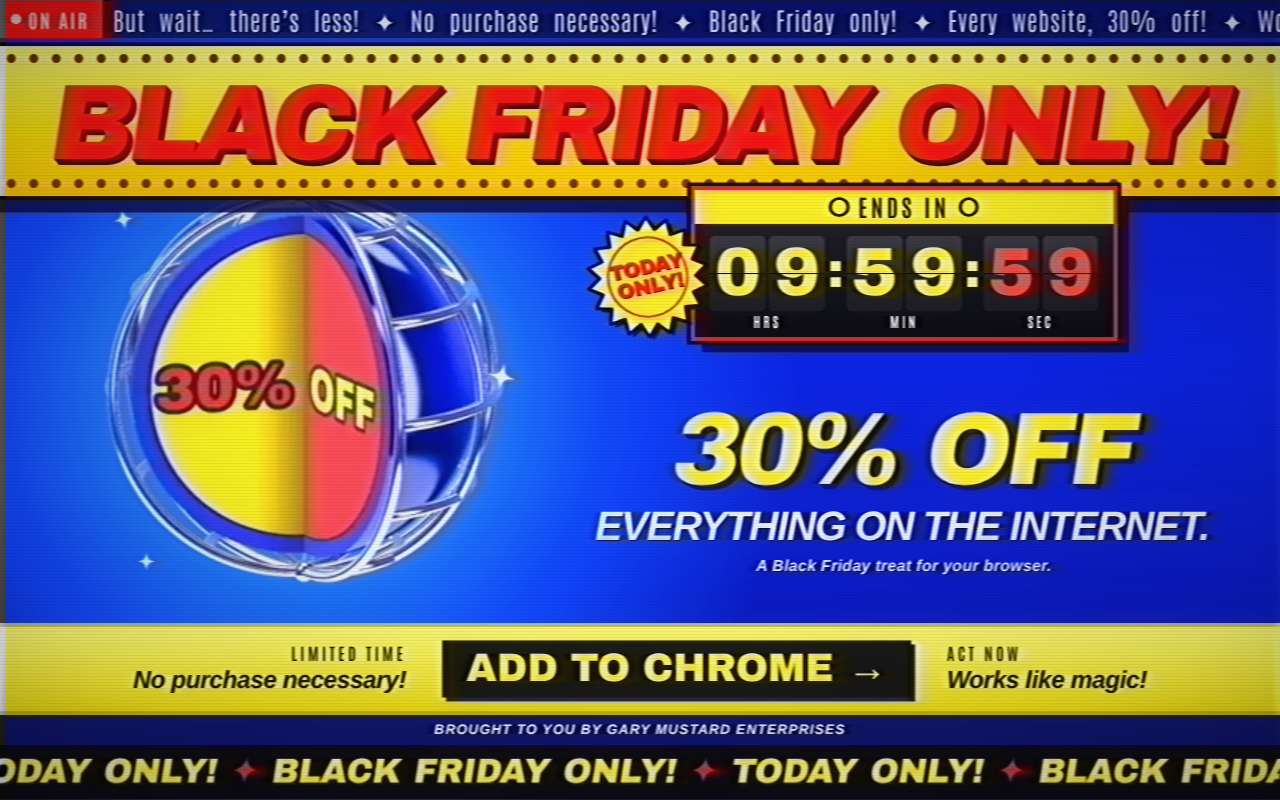 ON AIR But wait… there's less! ✦ No purchase necessary! ✦ Black Friday only! ✦ Every website, 30% off! ✦
BLACK FRIDAY ONLY!
ENDS IN
TODAY
ONLY!
09:59:59
HRS MIN SEC
30% OFF
30% OFF
EVERYTHING ON THE INTERNET.
A Black Friday treat for your browser.
LIMITED TIME
No purchase necessary!
ADD TO CHROME →
ACT NOW
Works like magic!
BROUGHT TO YOU BY GARY MUSTARD ENTERPRISES
ODAY ONLY! ✦ BLACK FRIDAY ONLY! ✦ TODAY ONLY! ✦ BLACK FRIDA